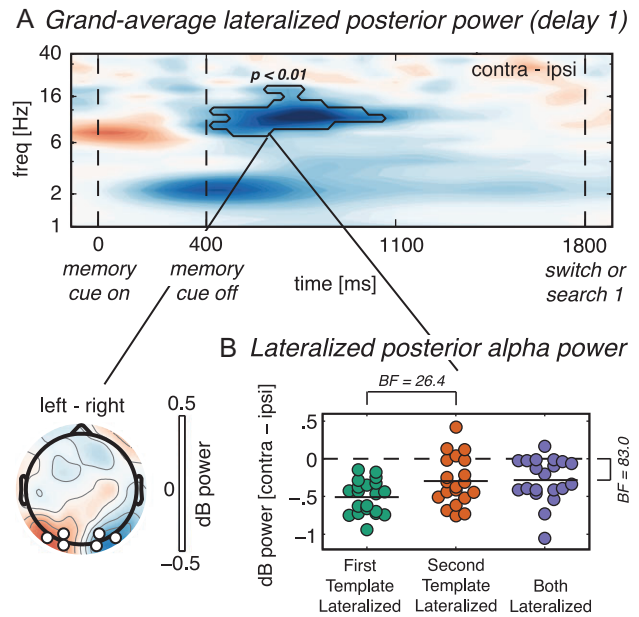 A Grand-average lateralized posterior power (delay 1)
40
16
6
2
1
freq [Hz]
p < 0.01
contra - ipsi
0
400
1100
1800
memory
cue on
memory
cue off
time [ms]
switch or
search 1
left - right
0.5
0
−0.5
dB power
B Lateralized posterior alpha power
BF = 26.4
.5
0
−.5
−1
dB power [contra – ipsi]
BF = 83.0
First
Template
Lateralized
Second
Template
Lateralized
Both
Lateralized